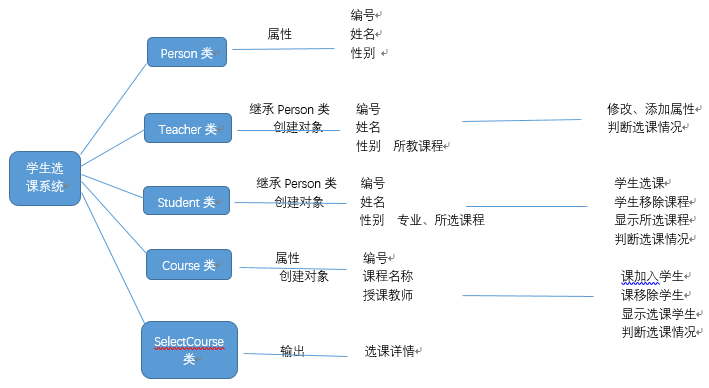 学生选
课系统
Person 类
属性
编号
姓名
性别
Teacher 类
继承 Person 类
创建对象
编号
姓名
性别 所教课程
修改、添加属性
判断选课情况
Student 类
继承 Person 类
创建对象
编号
姓名
性别 专业、所选课程
学生选课
学生移除课程
显示所选课程
判断选课情况
Course 类
属性
创建对象
编号
课程名称
授课教师
课加入学生
课移除学生
显示选课学生
判断选课情况
SelectCourse
类
输出
选课详情